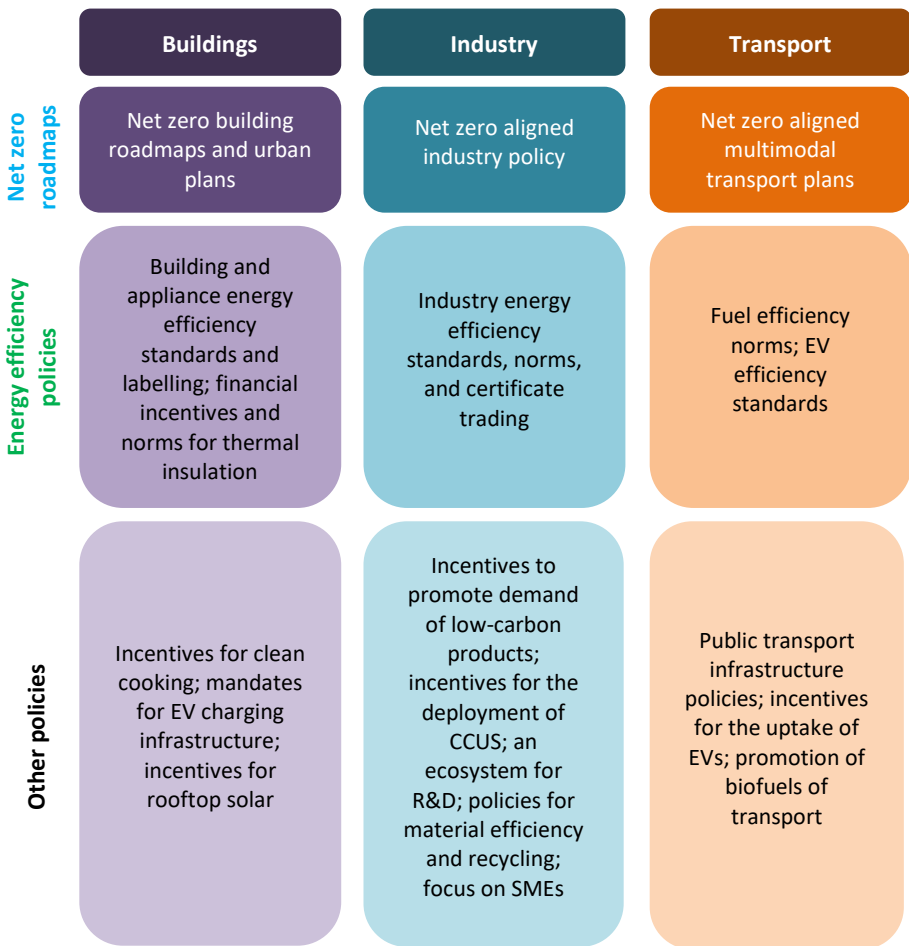 Buildings
Industry
Transport
Net zero
roadmaps
Net zero building
roadmaps and urban
plans
Net zero aligned
industry policy
Net zero aligned
multimodal
transport plans
Energy efficiency
policies
Building and
appliance energy
efficiency
standards and
labelling; financial
incentives and
norms for thermal
insulation
Industry energy
efficiency
standards, norms,
and certificate
trading
Fuel efficiency
norms; EV
efficiency
standards
Other policies
Incentives for clean
cooking; mandates
for EV charging
infrastructure;
incentives for
rooftop solar
Incentives to
promote demand
of low-carbon
products;
incentives for the
deployment of
CCUS; an
ecosystem for
R&D; policies for
material efficiency
and recycling;
focus on SMEs
Public transport
infrastructure
policies; incentives
for the uptake of
EVs; promotion of
biofuels of
transport